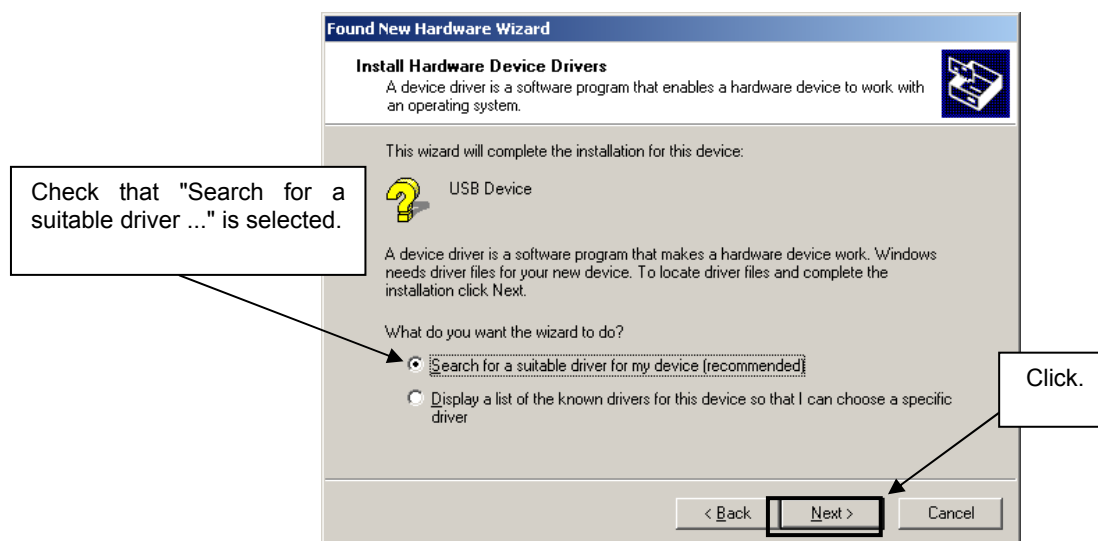 Found New Hardware Wizard
Install Hardware Device Drivers
A device driver is a software program that enables a hardware device to work with
an operating system.
This wizard will complete the installation for this device:
USB Device
Check that "Search for a
suitable driver ..." is selected.
A device driver is a software program that makes a hardware device work. Windows
needs driver files for your new device. To locate driver files and complete the
installation click Next.
What do you want the wizard to do?
Search for a suitable driver for my device (recommended)
Display a list of the known drivers for this device so that I can choose a specific
driver
Click.
< Back
Next >
Cancel